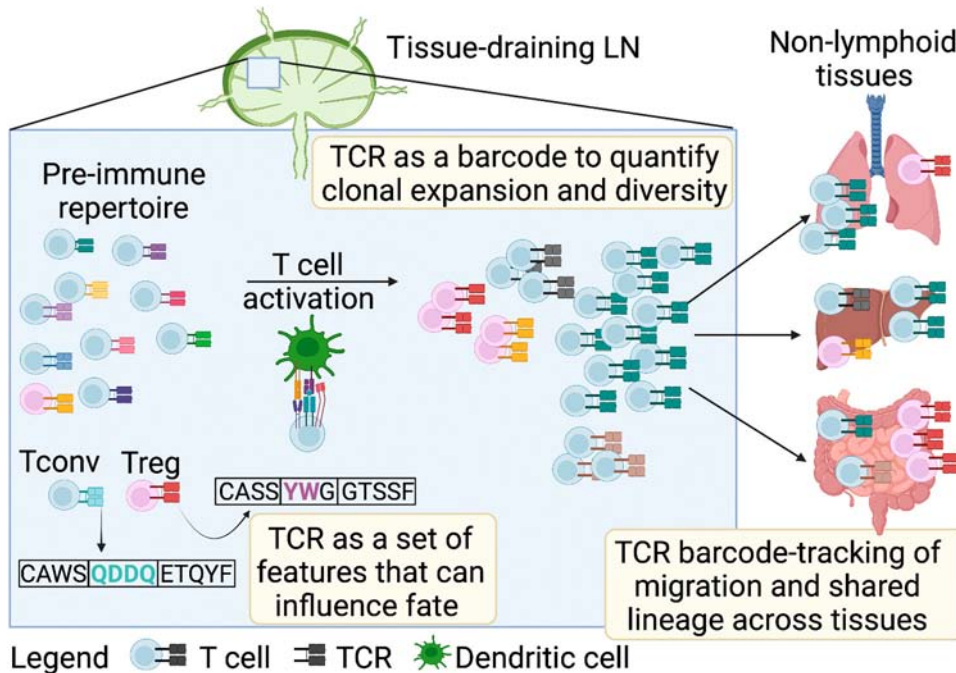 Tissue-draining LN
Non-lymphoid
tissues
TCR as a barcode to quantify
clonal expansion and diversity
Pre-immune
repertoire
T cell
activation
Tconv
Treg
CASS YWG GTSSF
CAWS QDDQ ETQYF
TCR as a set of
features that can
influence fate
TCR barcode-tracking of
migration and shared
lineage across tissues
Legend T cell TCR Dendritic cell